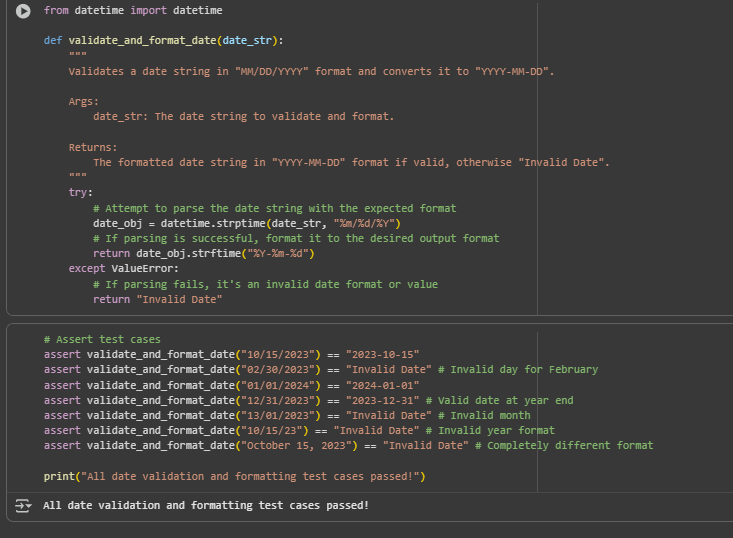 from datetime import datetime
def validate_and_format_date(date_str):
"""
Validates a date string in "MM/DD/YYYY" format and converts it to "YYYY-MM-DD".
Args:
date_str: The date string to validate and format.
Returns:
The formatted date string in "YYYY-MM-DD" format if valid, otherwise "Invalid Date".
"""
try:
# Attempt to parse the date string with the expected format
date_obj = datetime.strptime(date_str, "%m/%d/%Y")
# If parsing is successful, format it to the desired output format
return date_obj.strftime("%Y-%m-%d")
except ValueError:
# If parsing fails, it's an invalid date format or value
return "Invalid Date"
# Assert test cases
assert validate_and_format_date("10/15/2023") == "2023-10-15"
assert validate_and_format_date("02/30/2023") == "Invalid Date" # Invalid day for February
assert validate_and_format_date("01/01/2024") == "2024-01-01"
assert validate_and_format_date("12/31/2023") == "2023-12-31" # Valid date at year end
assert validate_and_format_date("13/01/2023") == "Invalid Date" # Invalid month
assert validate_and_format_date("10/15/23") == "Invalid Date" # Invalid year format
assert validate_and_format_date("October 15, 2023") == "Invalid Date" # Completely different format
print("All date validation and formatting test cases passed!")
All date validation and formatting test cases passed!